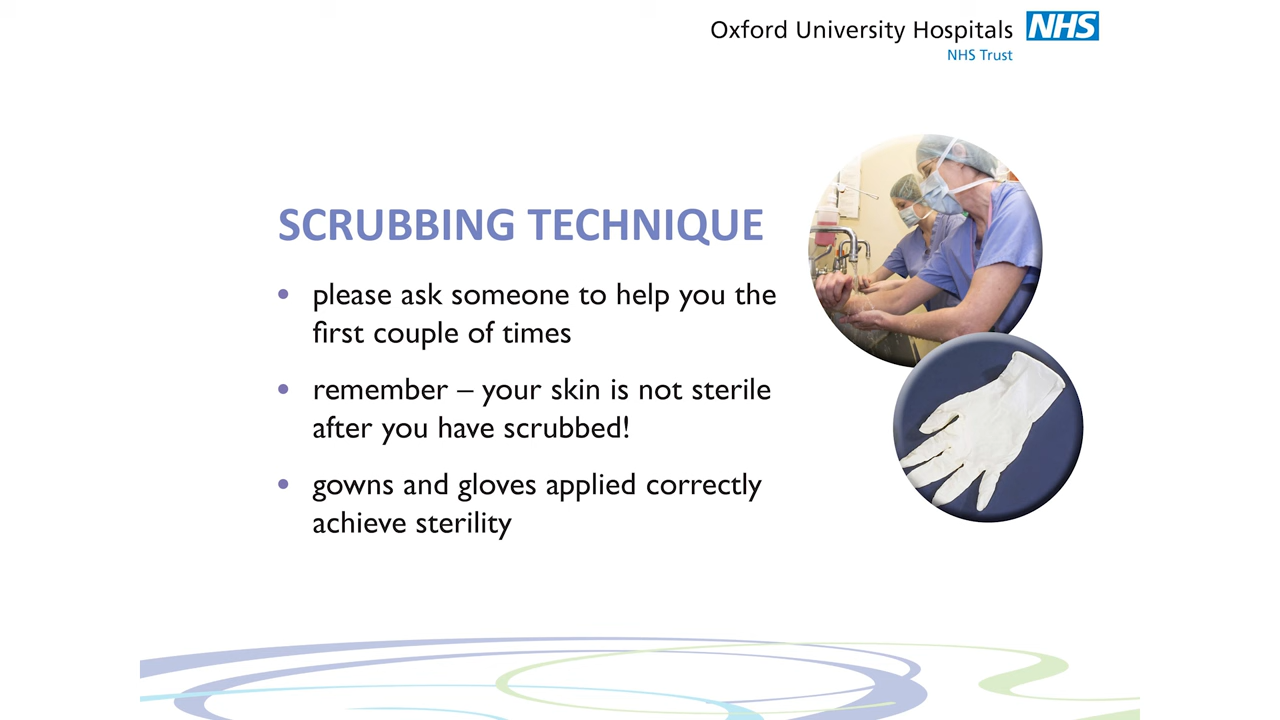 Oxford University Hospitals NHS
NHS Trust
SCRUBBING TECHNIQUE
• please ask someone to help you the
first couple of times
• remember – your skin is not sterile
after you have scrubbed!
• gowns and gloves applied correctly
achieve sterility